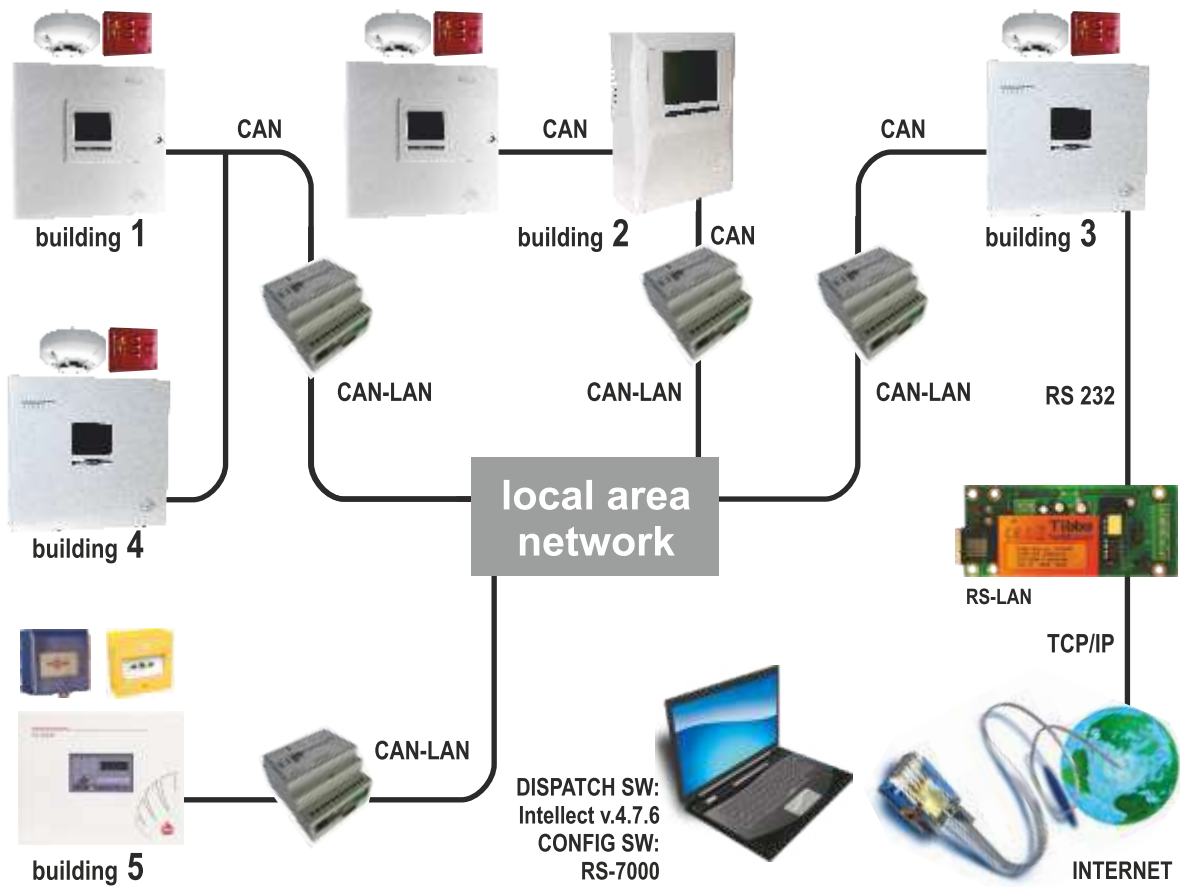 CAN
CAN
CAN
building 1
building 2
CAN
building 3
CAN-LAN
CAN-LAN
CAN-LAN
RS 232
local area
network
building 4
Tibbo
RS-LAN
TCP/IP
CAN-LAN
DISPATCH SW:
Intellect v.4.7.6
CONFIG SW:
RS-7000
building 5
INTERNET